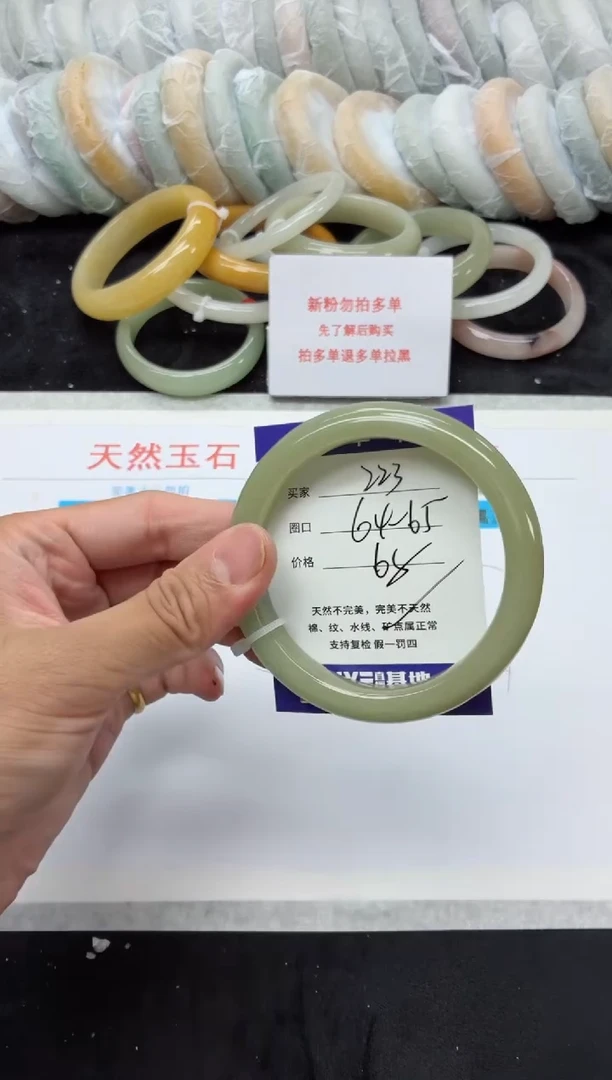 新粉勿拍多单
先了解后购买
拍多单退多单拉黑
天然玉石
买家 223
圈口 64-65
价格 68
天然不完美，完美不天然
棉、纹、水线、矿点属正常
支持复检 假一罚四
基地